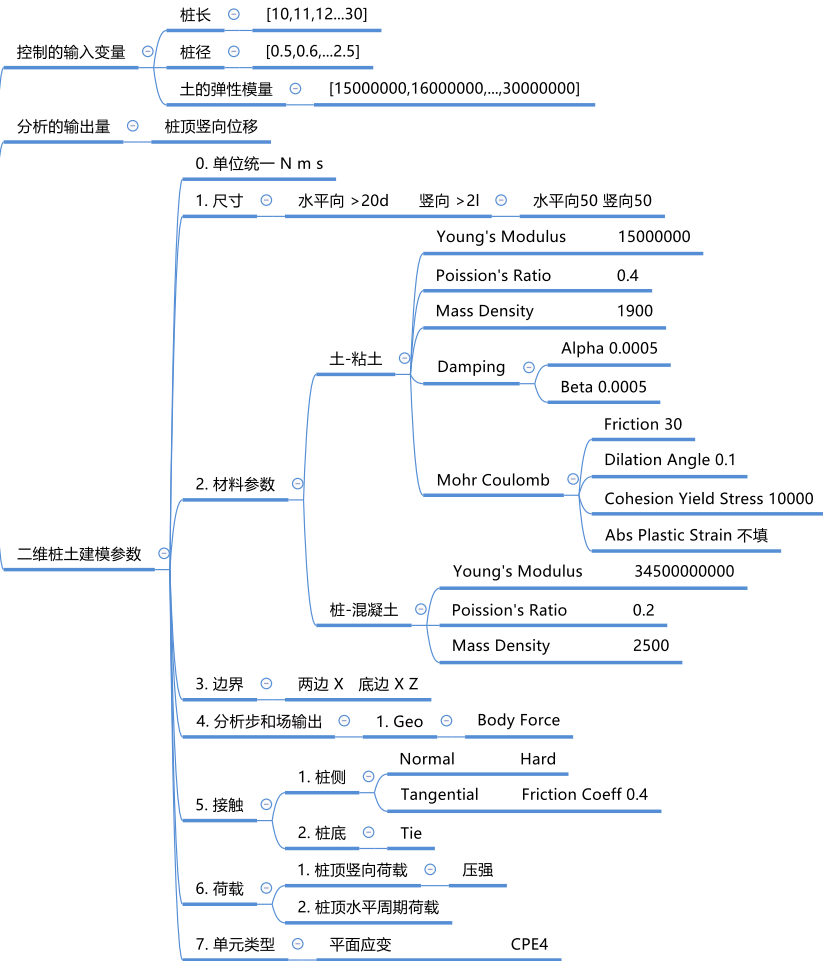 控制的输入变量
桩长
[10,11,12...30]
桩径
[0.5,0.6,...2.5]
土的弹性模量
[15000000,16000000,...,30000000]
分析的输出量
桩顶竖向位移
二维桩土建模参数
0. 单位统一 N m s
1. 尺寸
水平向 >20d 竖向 >2l
水平向50 竖向50
2. 材料参数
土-粘土
Young's Modulus 15000000
Poission's Ratio 0.4
Mass Density 1900
Damping
Alpha 0.0005
Beta 0.0005
Mohr Coulomb
Friction 30
Dilation Angle 0.1
Cohesion Yield Stress 10000
Abs Plastic Strain 不填
桩-混凝土
Young's Modulus 34500000000
Poission's Ratio 0.2
Mass Density 2500
3. 边界
两边 X 底边 X Z
4. 分析步和场输出
1. Geo
Body Force
5. 接触
1. 桩侧
Normal Hard
Tangential Friction Coeff 0.4
2. 桩底
Tie
6. 荷载
1. 桩顶竖向荷载
压强
2. 桩顶水平周期荷载
7. 单元类型
平面应变 CPE4